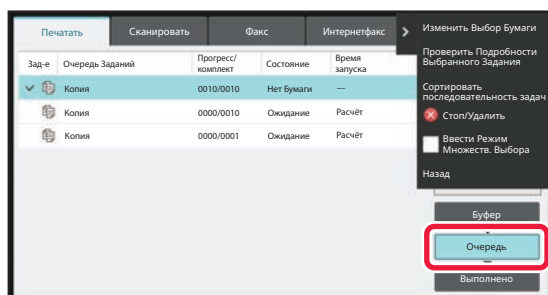 Печатать Сканировать Факс Интернетфакс
Зад-е Очередь Заданий Прогресс/комплект Состояние Время запуска
Копия 0010/0010 Нет Бумаги ---
Копия 0000/0010 Ожидание Расчёт
Копия 0000/0001 Ожидание Расчёт
Изменить Выбор Бумаги
Проверить Подробности
Выбранного Задания
Сортировать
последовательность задач
Стоп/Удалить
Ввести Режим
Множеств. Выбора
Назад
Буфер
Очередь
Выполнено